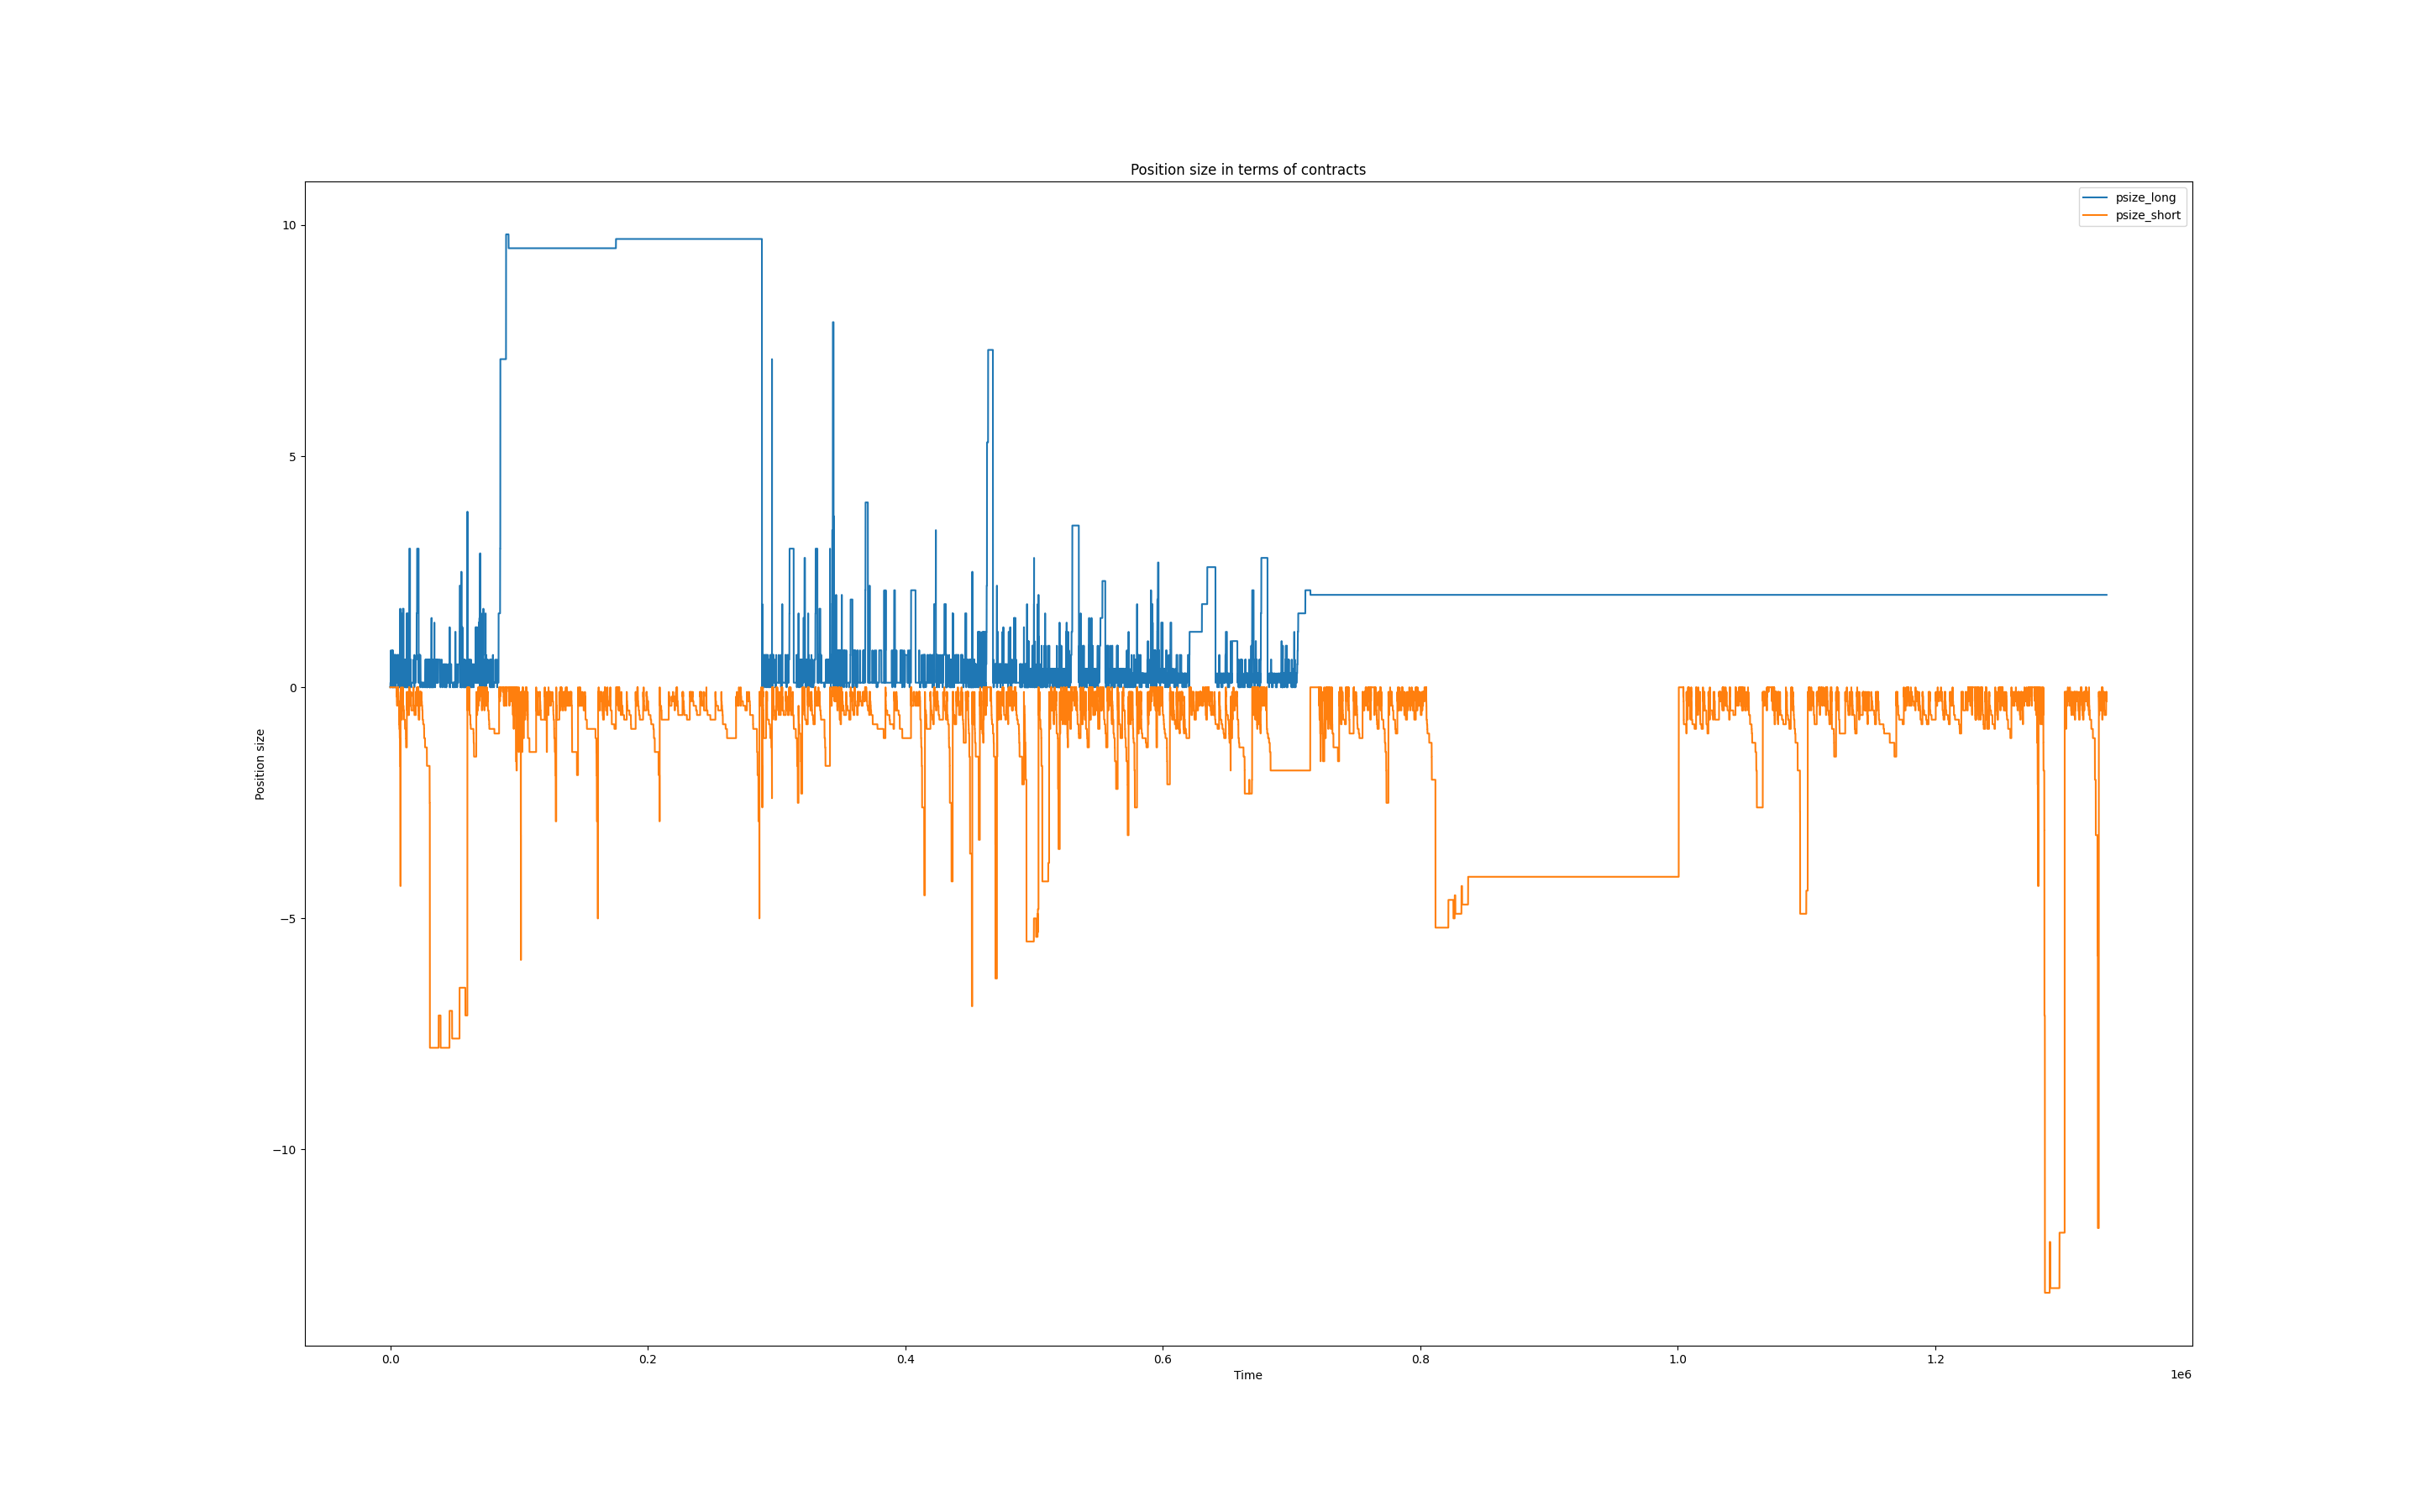 Position size in terms of contracts
psize_long
psize_short
10
5
0
−5
−10
Position size
0.0
0.2
0.4
0.6
0.8
1.0
1.2
Time
1e6